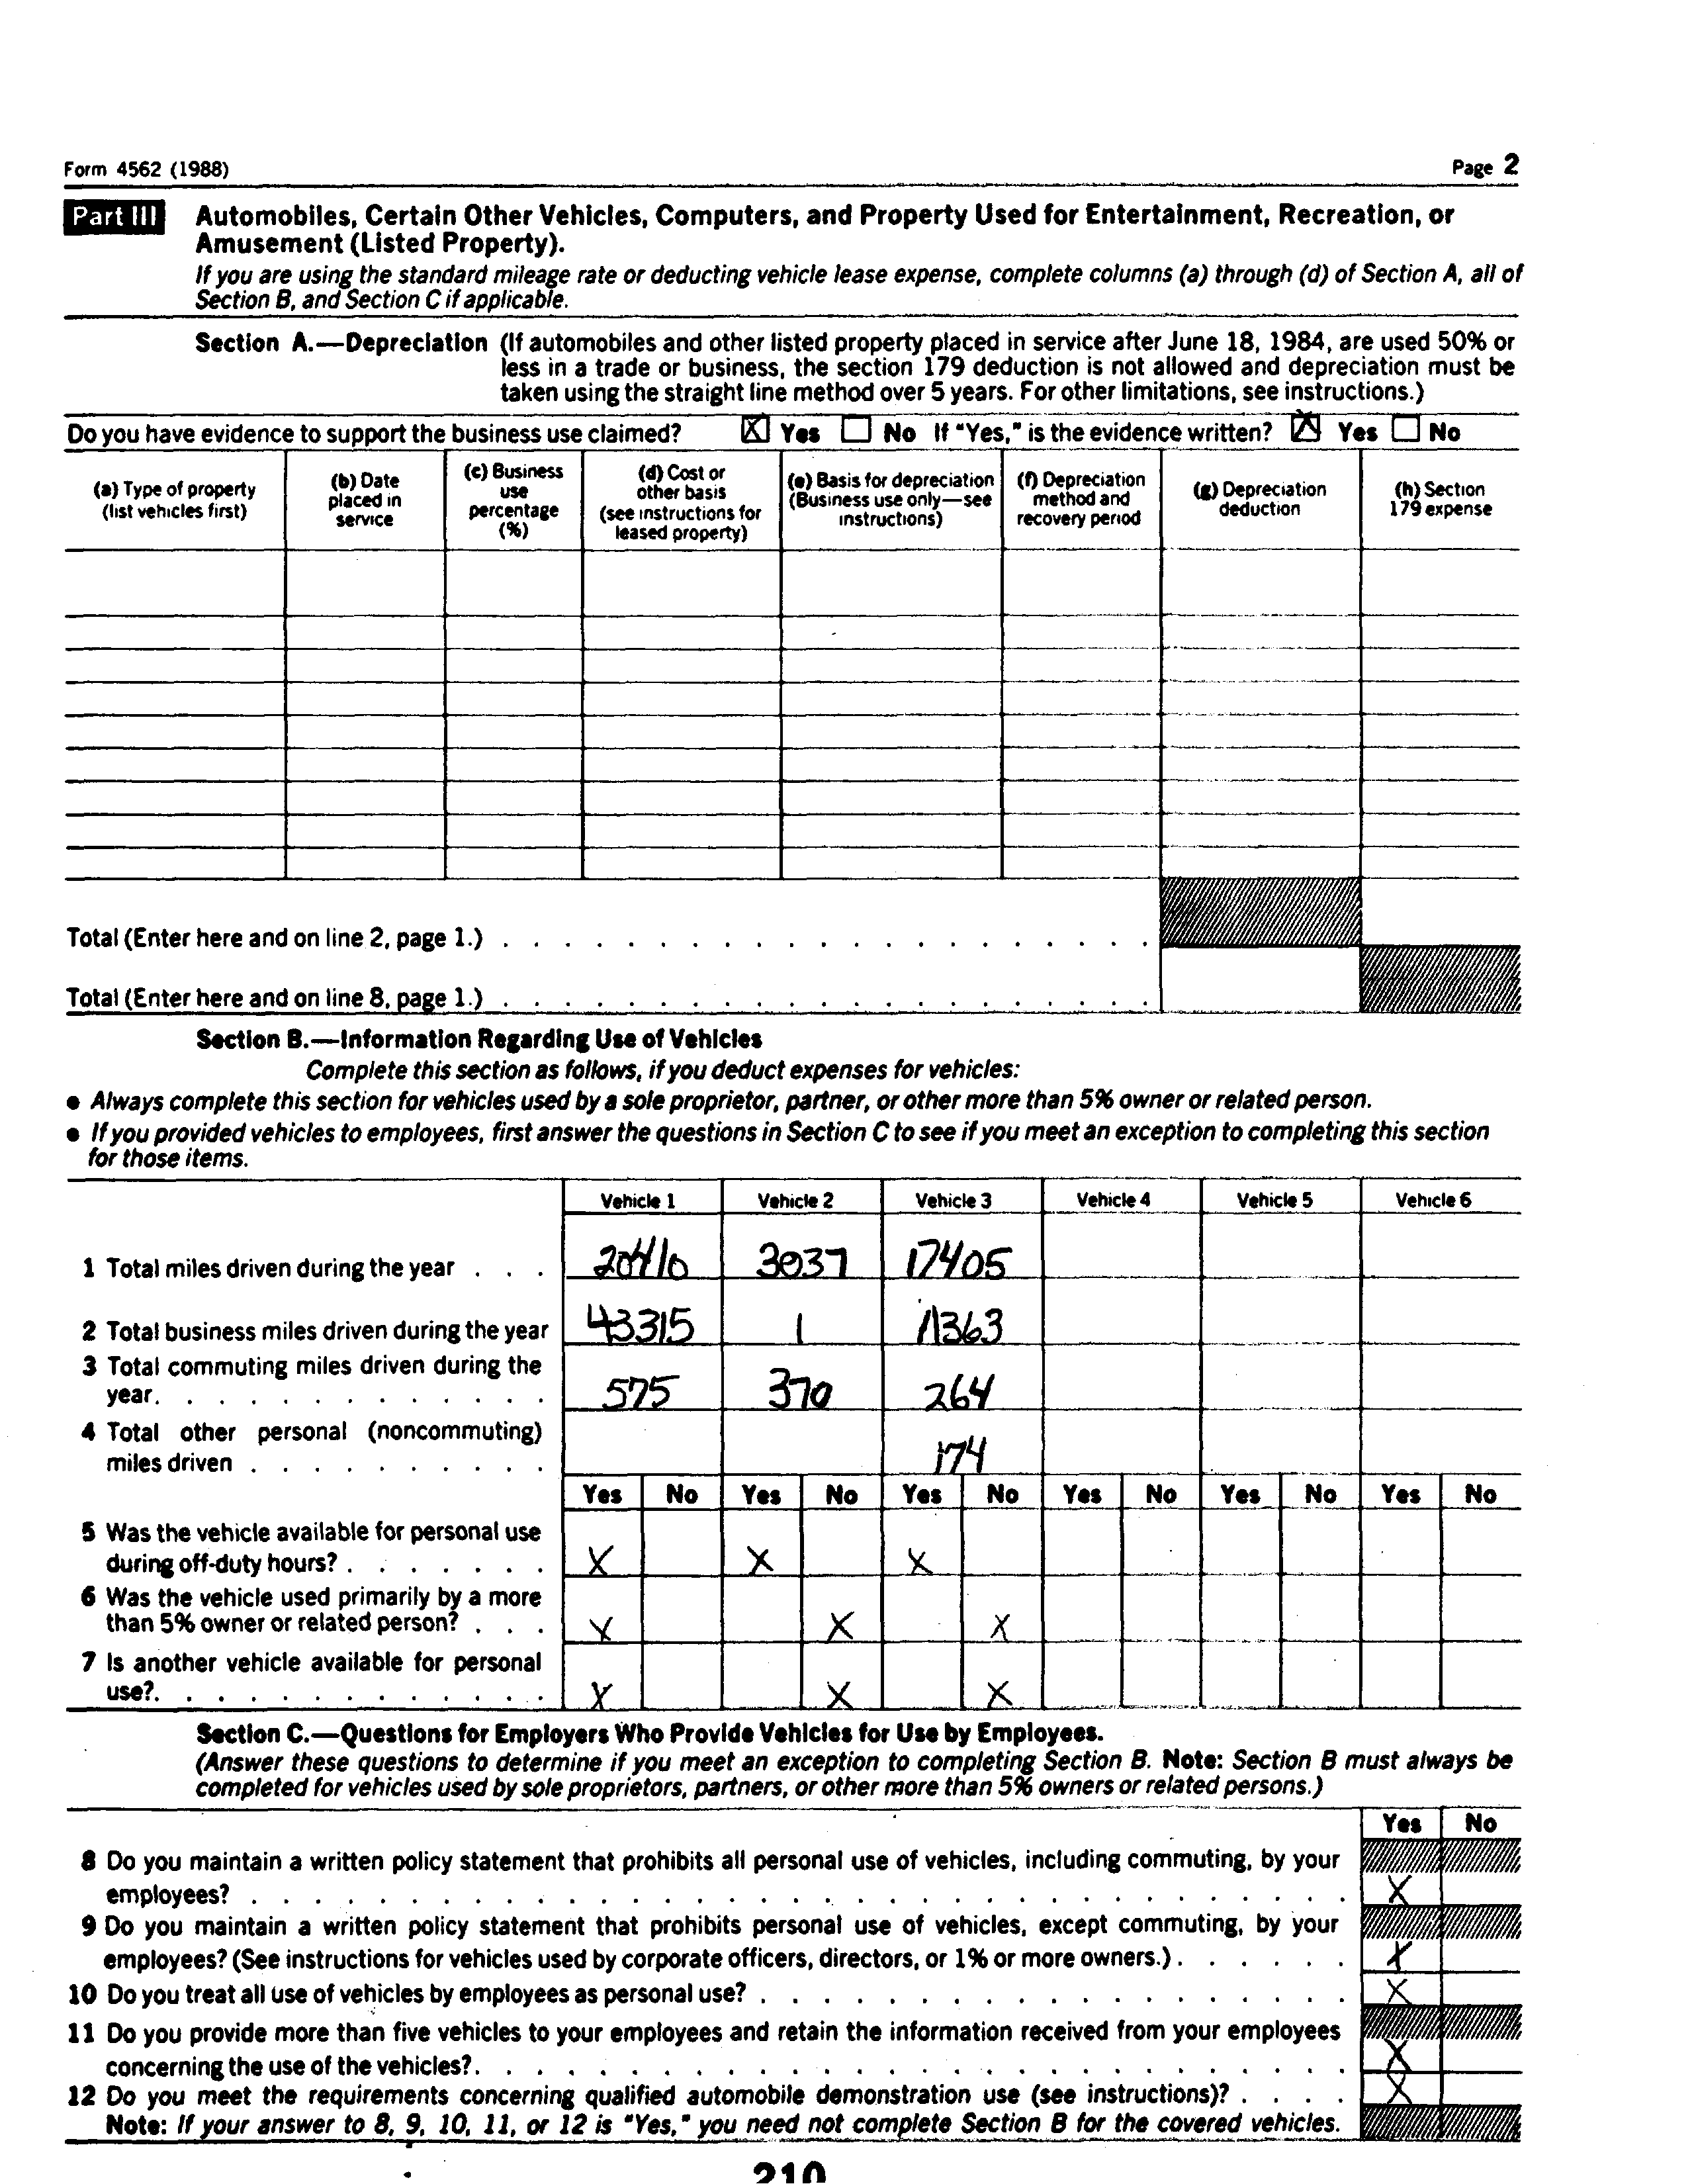 Form 4562 (1988) Page 2
Part III Automobiles, Certain Other Vehicles, Computers, and Property Used for Entertainment, Recreation, or
Amusement (Listed Property).
If you are using the standard mileage rate or deducting vehicle lease expense, complete columns (a) through (d) of Section A, all of
Section B, and Section C if applicable.
Section A.—Depreciation (If automobiles and other listed property placed in service after June 18, 1984, are used 50% or
less in a trade or business, the section 179 deduction is not allowed and depreciation must be
taken using the straight line method over 5 years. For other limitations, see instructions.)
Do you have evidence to support the business use claimed? X Yes No If "Yes," is the evidence written? X Yes No
(a) Type of property
(list vehicles first)
(b) Date
placed in
service
(c) Business
use
percentage
(%)
(d) Cost or
other basis
(see instructions for
leased property)
(e) Basis for depreciation
(Business use only—see
instructions)
(f) Depreciation
method and
recovery period
(g) Depreciation
deduction
(h) Section
179 expense
Total (Enter here and on line 2, page 1.) . . . . . . . . . . . . . . . . . . . . .
Total (Enter here and on line 8, page 1.) . . . . . . . . . . . . . . . . . . . . .
Section B.—Information Regarding Use of Vehicles
Complete this section as follows, if you deduct expenses for vehicles:
● Always complete this section for vehicles used by a sole proprietor, partner, or other more than 5% owner or related person.
● If you provided vehicles to employees, first answer the questions in Section C to see if you meet an exception to completing this section
for those items.
Vehicle 1 Vehicle 2 Vehicle 3 Vehicle 4 Vehicle 5 Vehicle 6
1 Total miles driven during the year . . . 20410 3037 17405
2 Total business miles driven during the year 43315 1 11363
3 Total commuting miles driven during the
year. . . . . . . . . . . . . 575 370 264
4 Total other personal (noncommuting)
miles driven . . . . . . . . . . 174
Yes No Yes No Yes No Yes No Yes No Yes No
5 Was the vehicle available for personal use
during off-duty hours? . . . . . . . X X X
6 Was the vehicle used primarily by a more
than 5% owner or related person? . . . X X X
7 Is another vehicle available for personal
use?. . . . . . . . . . . . . X X X
Section C.—Questions for Employers Who Provide Vehicles for Use by Employees.
(Answer these questions to determine if you meet an exception to completing Section B. Note: Section B must always be
completed for vehicles used by sole proprietors, partners, or other more than 5% owners or related persons.)
Yes No
8 Do you maintain a written policy statement that prohibits all personal use of vehicles, including commuting, by your
employees? . . . . . . . . . . . . . . . . . . . . . . . . . . . . . . . . . . . X
9 Do you maintain a written policy statement that prohibits personal use of vehicles, except commuting, by your
employees? (See instructions for vehicles used by corporate officers, directors, or 1% or more owners.) . . . . . . X
10 Do you treat all use of vehicles by employees as personal use? . . . . . . . . . . . . . . . . . . . X
11 Do you provide more than five vehicles to your employees and retain the information received from your employees
concerning the use of the vehicles?. . . . . . . . . . . . . . . . . . . . . . . . . . . . X
12 Do you meet the requirements concerning qualified automobile demonstration use (see instructions)? . . . . X
Note: If your answer to 8, 9, 10, 11, or 12 is "Yes," you need not complete Section B for the covered vehicles.
210